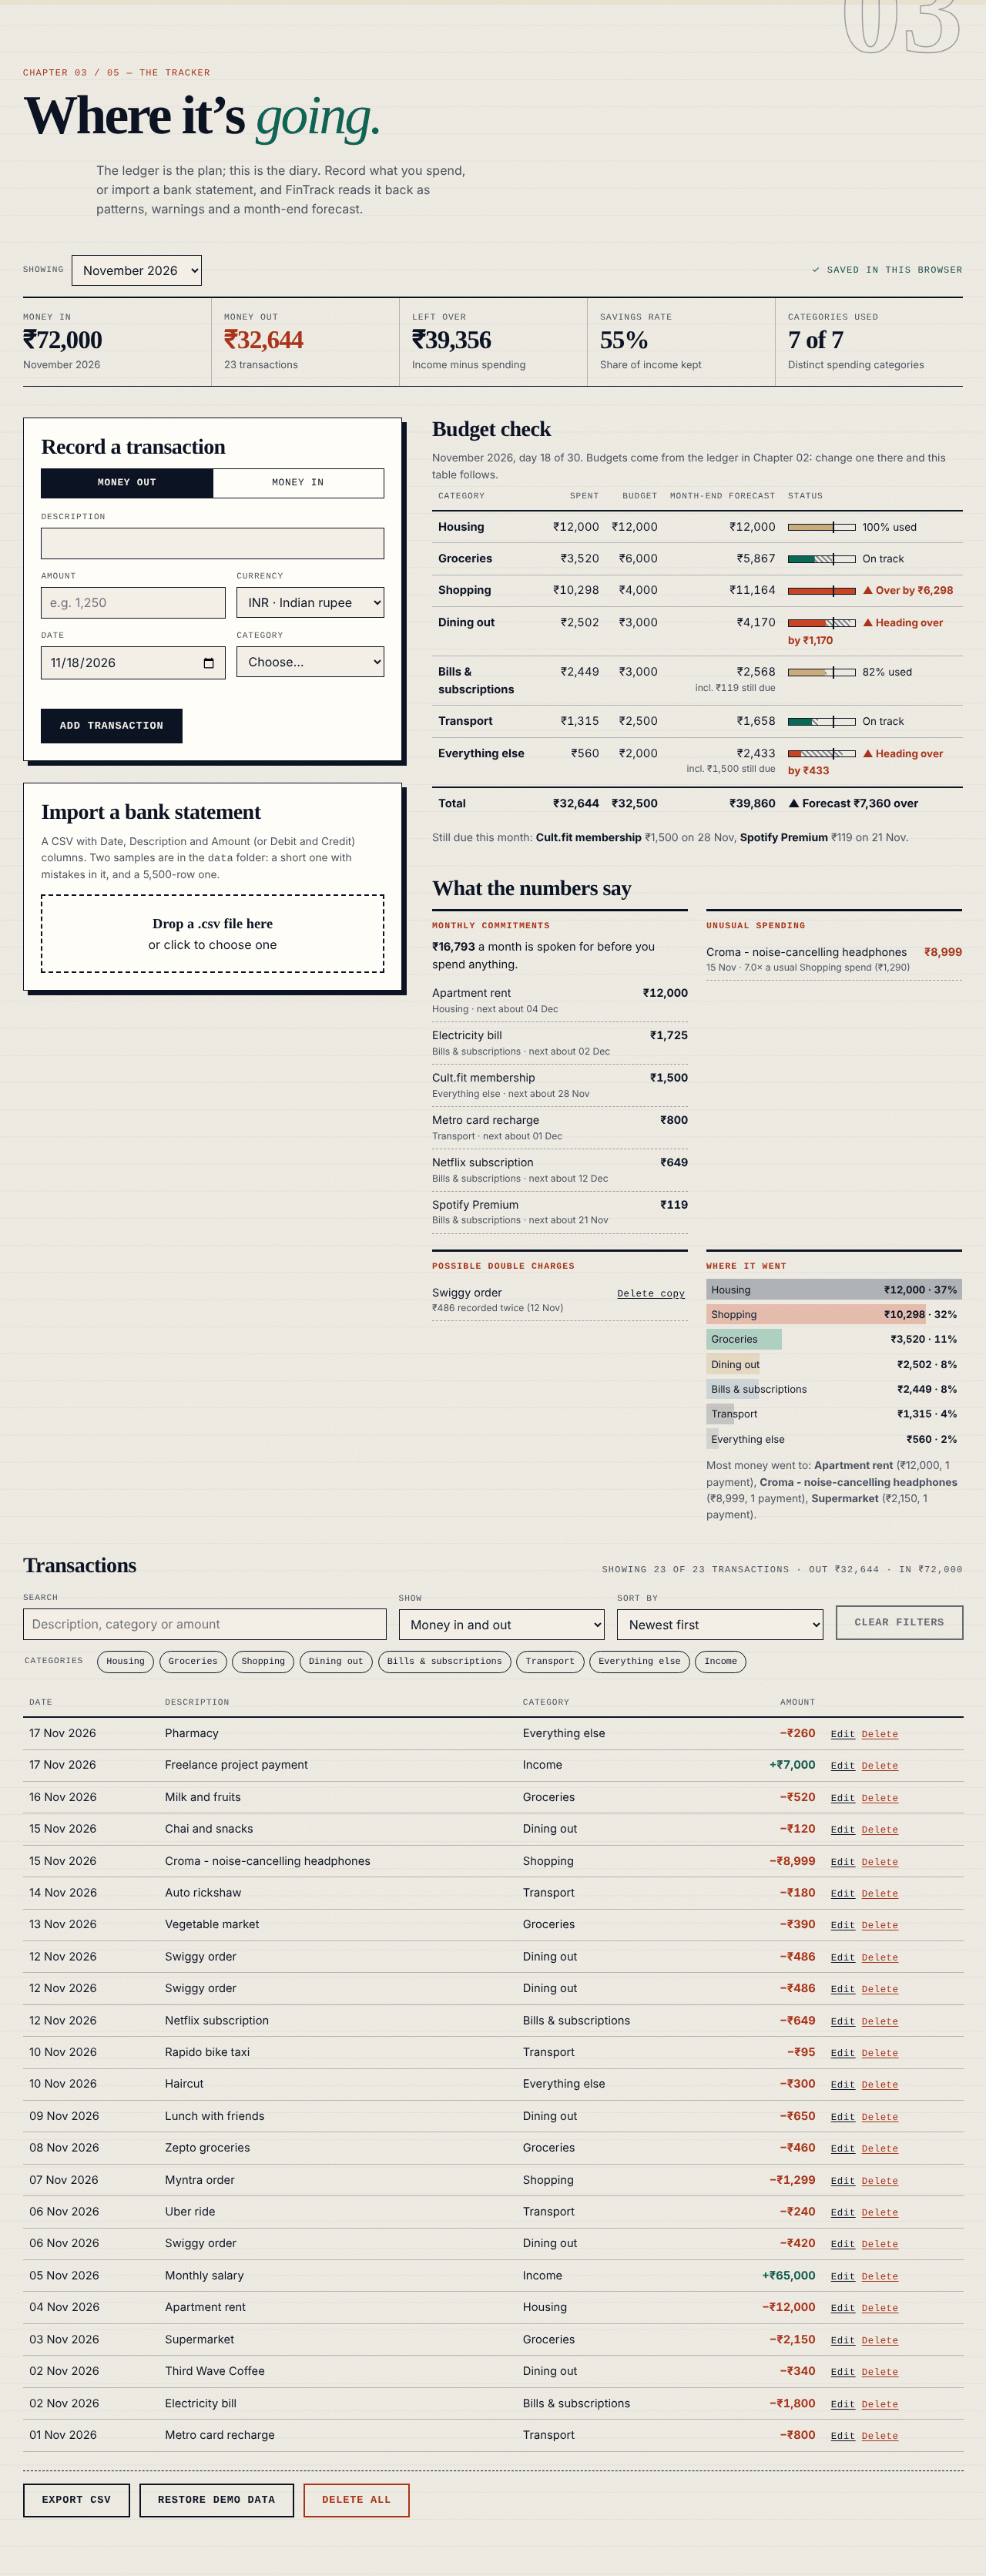 03
CHAPTER 03 / 05 — THE TRACKER
Where it’s going.
The ledger is the plan; this is the diary. Record what you spend,
or import a bank statement, and FinTrack reads it back as
patterns, warnings and a month-end forecast.
SHOWING November 2026
✓ SAVED IN THIS BROWSER
MONEY IN
₹72,000
November 2026
MONEY OUT
₹32,644
23 transactions
LEFT OVER
₹39,356
Income minus spending
SAVINGS RATE
55%
Share of income kept
CATEGORIES USED
7 of 7
Distinct spending categories
Record a transaction
MONEY OUT MONEY IN
DESCRIPTION
AMOUNT CURRENCY
e.g. 1,250 INR · Indian rupee
DATE CATEGORY
11/18/2026 Choose…
ADD TRANSACTION
Import a bank statement
A CSV with Date, Description and Amount (or Debit and Credit)
columns. Two samples are in the data folder: a short one with
mistakes in it, and a 5,500-row one.
Drop a .csv file here
or click to choose one
Budget check
November 2026, day 18 of 30. Budgets come from the ledger in Chapter 02: change one there and this
table follows.
CATEGORY SPENT BUDGET MONTH-END FORECAST STATUS
Housing ₹12,000 ₹12,000 ₹12,000 100% used
Groceries ₹3,520 ₹6,000 ₹5,867 On track
Shopping ₹10,298 ₹4,000 ₹11,164 ▲ Over by ₹6,298
Dining out ₹2,502 ₹3,000 ₹4,170 ▲ Heading over
by ₹1,170
Bills & ₹2,449 ₹3,000 ₹2,568 82% used
subscriptions incl. ₹119 still due
Transport ₹1,315 ₹2,500 ₹1,658 On track
Everything else ₹560 ₹2,000 ₹2,433 ▲ Heading over
incl. ₹1,500 still due by ₹433
Total ₹32,644 ₹32,500 ₹39,860 ▲ Forecast ₹7,360 over
Still due this month: Cult.fit membership ₹1,500 on 28 Nov, Spotify Premium ₹119 on 21 Nov.
What the numbers say
MONTHLY COMMITMENTS
₹16,793 a month is spoken for before you
spend anything.
Apartment rent ₹12,000
Housing · next about 04 Dec
Electricity bill ₹1,725
Bills & subscriptions · next about 02 Dec
Cult.fit membership ₹1,500
Everything else · next about 28 Nov
Metro card recharge ₹800
Transport · next about 01 Dec
Netflix subscription ₹649
Bills & subscriptions · next about 12 Dec
Spotify Premium ₹119
Bills & subscriptions · next about 21 Nov
UNUSUAL SPENDING
Croma - noise-cancelling headphones ₹8,999
15 Nov · 7.0× a usual Shopping spend (₹1,290)
POSSIBLE DOUBLE CHARGES
Swiggy order Delete copy
₹486 recorded twice (12 Nov)
WHERE IT WENT
Housing ₹12,000 · 37%
Shopping ₹10,298 · 32%
Groceries ₹3,520 · 11%
Dining out ₹2,502 · 8%
Bills & subscriptions ₹2,449 · 8%
Transport ₹1,315 · 4%
Everything else ₹560 · 2%
Most money went to: Apartment rent (₹12,000, 1
payment), Croma - noise-cancelling headphones
(₹8,999, 1 payment), Supermarket (₹2,150, 1
payment).
Transactions
SHOWING 23 OF 23 TRANSACTIONS · OUT ₹32,644 · IN ₹72,000
SEARCH SHOW SORT BY
Description, category or amount Money in and out Newest first CLEAR FILTERS
CATEGORIES Housing Groceries Shopping Dining out Bills & subscriptions Transport Everything else Income
DATE DESCRIPTION CATEGORY AMOUNT
17 Nov 2026 Pharmacy Everything else −₹260 Edit Delete
17 Nov 2026 Freelance project payment Income +₹7,000 Edit Delete
16 Nov 2026 Milk and fruits Groceries −₹520 Edit Delete
15 Nov 2026 Chai and snacks Dining out −₹120 Edit Delete
15 Nov 2026 Croma - noise-cancelling headphones Shopping −₹8,999 Edit Delete
14 Nov 2026 Auto rickshaw Transport −₹180 Edit Delete
13 Nov 2026 Vegetable market Groceries −₹390 Edit Delete
12 Nov 2026 Swiggy order Dining out −₹486 Edit Delete
12 Nov 2026 Swiggy order Dining out −₹486 Edit Delete
12 Nov 2026 Netflix subscription Bills & subscriptions −₹649 Edit Delete
10 Nov 2026 Rapido bike taxi Transport −₹95 Edit Delete
10 Nov 2026 Haircut Everything else −₹300 Edit Delete
09 Nov 2026 Lunch with friends Dining out −₹650 Edit Delete
08 Nov 2026 Zepto groceries Groceries −₹460 Edit Delete
07 Nov 2026 Myntra order Shopping −₹1,299 Edit Delete
06 Nov 2026 Uber ride Transport −₹240 Edit Delete
06 Nov 2026 Swiggy order Dining out −₹420 Edit Delete
05 Nov 2026 Monthly salary Income +₹65,000 Edit Delete
04 Nov 2026 Apartment rent Housing −₹12,000 Edit Delete
03 Nov 2026 Supermarket Groceries −₹2,150 Edit Delete
02 Nov 2026 Third Wave Coffee Dining out −₹340 Edit Delete
02 Nov 2026 Electricity bill Bills & subscriptions −₹1,800 Edit Delete
01 Nov 2026 Metro card recharge Transport −₹800 Edit Delete
EXPORT CSV RESTORE DEMO DATA DELETE ALL